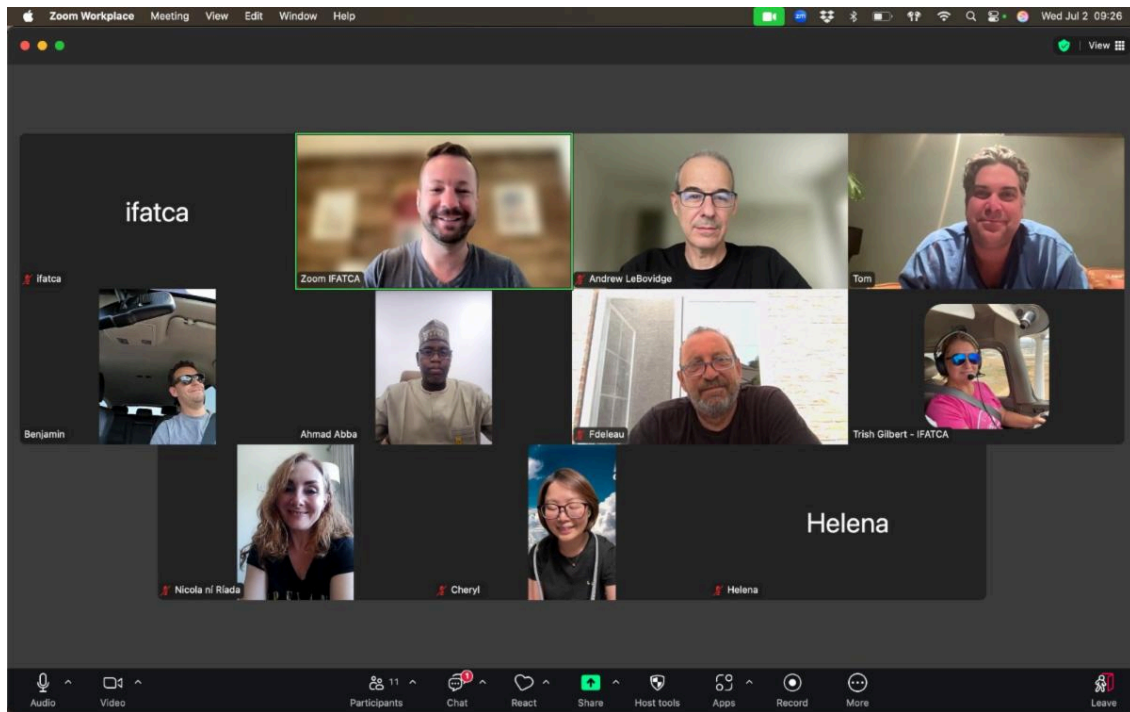 Zoom Workplace Meeting View Edit Window Help
zm
Wed Jul 2 09:26
View
ifatca
ifatca
Zoom IFATCA
Andrew LeBovidge
Tom
Benjamin
Ahmad Abba
Fdeleau
Trish Gilbert - IFATCA
Nicola ní Ríada
Cheryl
Helena
Helena
Audio
Video
11
Participants
1
Chat
React
Share
Host tools
Apps
Record
More
Leave